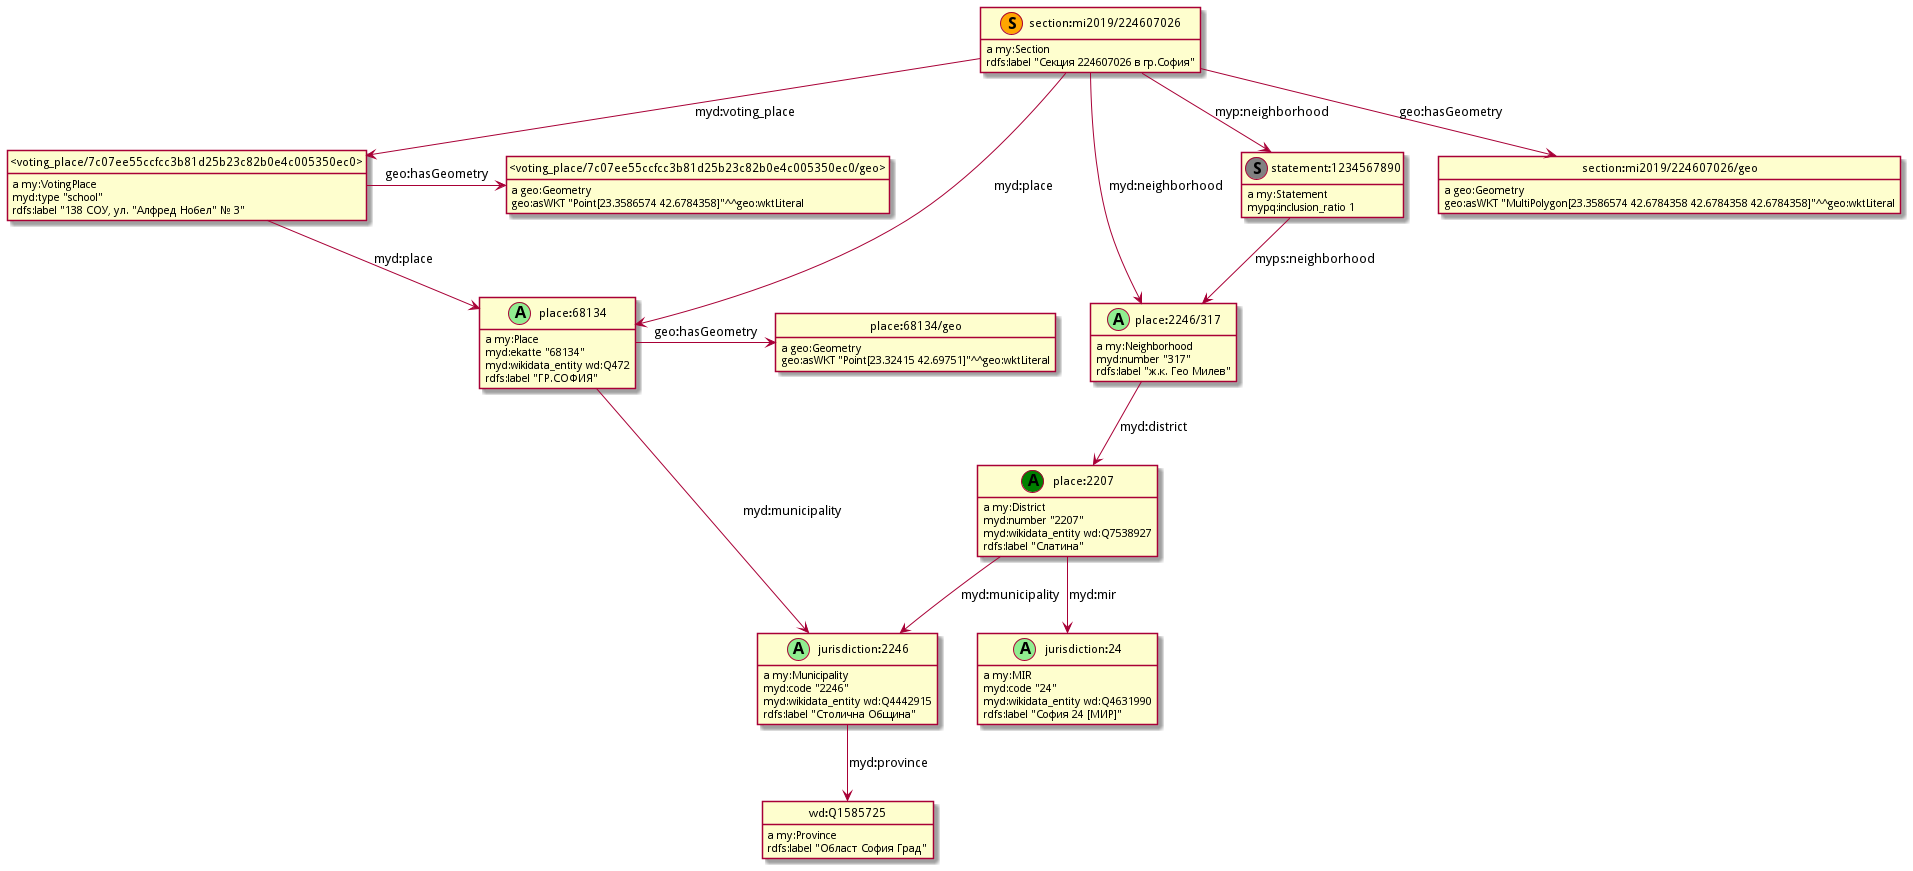 S section:mi2019/224607026
a my:Section
rdfs:label "Секция 224607026 в гр.София"
myd:voting_place
myp:neighborhood
geo:hasGeometry
<voting_place/7c07ee55ccfcc3b81d25b23c82b0e4c005350ec0>
a my:VotingPlace
myd:type "school"
rdfs:label "138 СОУ, ул. "Алфред Нобел" № 3"
geo:hasGeometry
<voting_place/7c07ee55ccfcc3b81d25b23c82b0e4c005350ec0/geo>
a geo:Geometry
geo:asWKT "Point[23.3586574 42.6784358]"^^geo:wktLiteral
myd:place
myd:neighborhood
S statement:1234567890
a my:Statement
mypq:inclusion_ratio 1
section:mi2019/224607026/geo
a geo:Geometry
geo:asWKT "MultiPolygon[23.3586574 42.6784358 42.6784358 42.6784358]"^^geo:wktLiteral
myd:place
myps:neighborhood
A place:68134
a my:Place
myd:ekatte "68134"
myd:wikidata_entity wd:Q472
rdfs:label "ГР.СОФИЯ"
geo:hasGeometry
place:68134/geo
a geo:Geometry
geo:asWKT "Point[23.32415 42.69751]"^^geo:wktLiteral
A place:2246/317
a my:Neighborhood
myd:number "317"
rdfs:label "ж.к. Гео Милев"
myd:district
myd:municipality
A place:2207
a my:District
myd:number "2207"
myd:wikidata_entity wd:Q7538927
rdfs:label "Слатина"
myd:municipality
myd:mir
A jurisdiction:2246
a my:Municipality
myd:code "2246"
myd:wikidata_entity wd:Q4442915
rdfs:label "Столична Община"
A jurisdiction:24
a my:MIR
myd:code "24"
myd:wikidata_entity wd:Q4631990
rdfs:label "София 24 [МИР]"
myd:province
wd:Q1585725
a my:Province
rdfs:label "Област София Град"